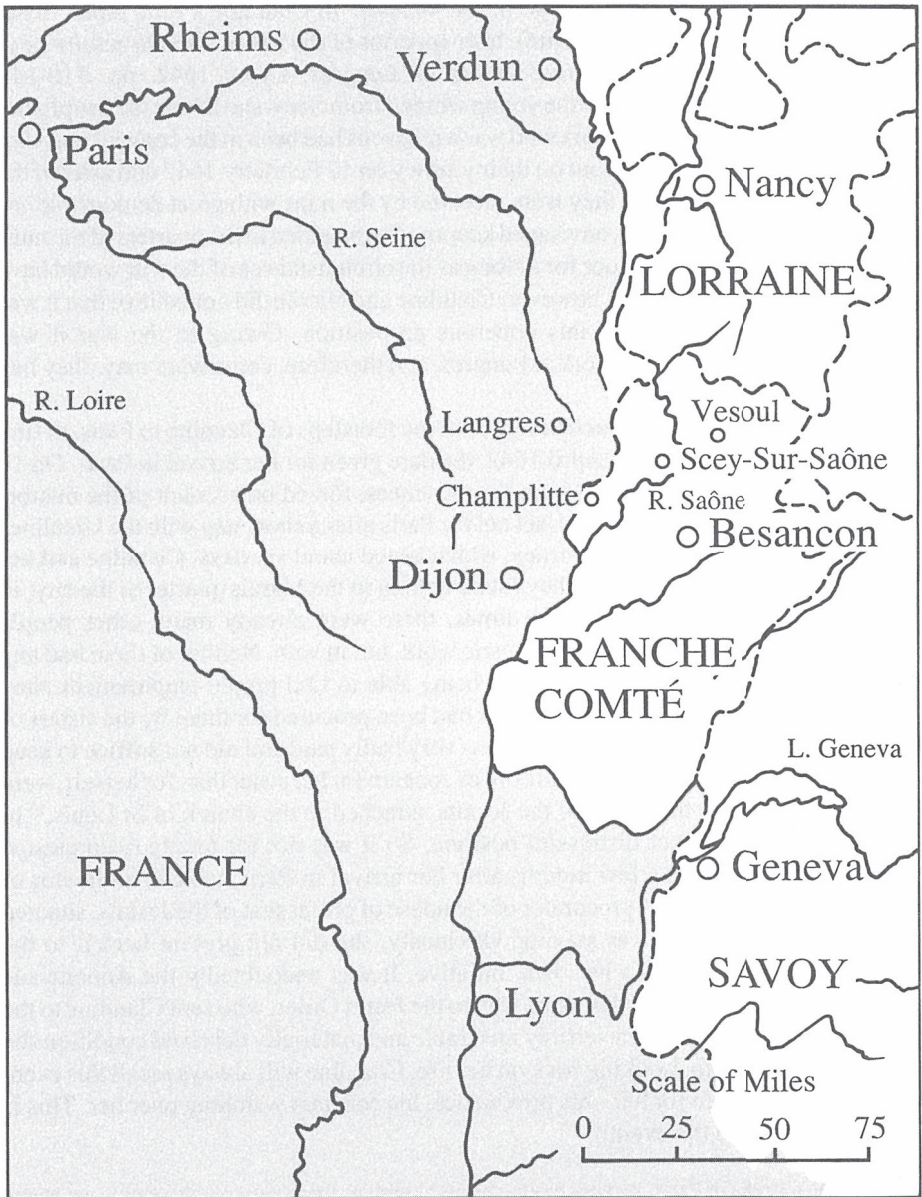 Rheims
Verdun
Paris
Nancy
R. Seine
LORRAINE
R. Loire
Vesoul
Langres
Scey-Sur-Saône
Champlitte
R. Saône
Besancon
Dijon
FRANCHE
COMTÉ
L. Geneva
FRANCE
Geneva
SAVOY
Lyon
Scale of Miles
0 25 50 75